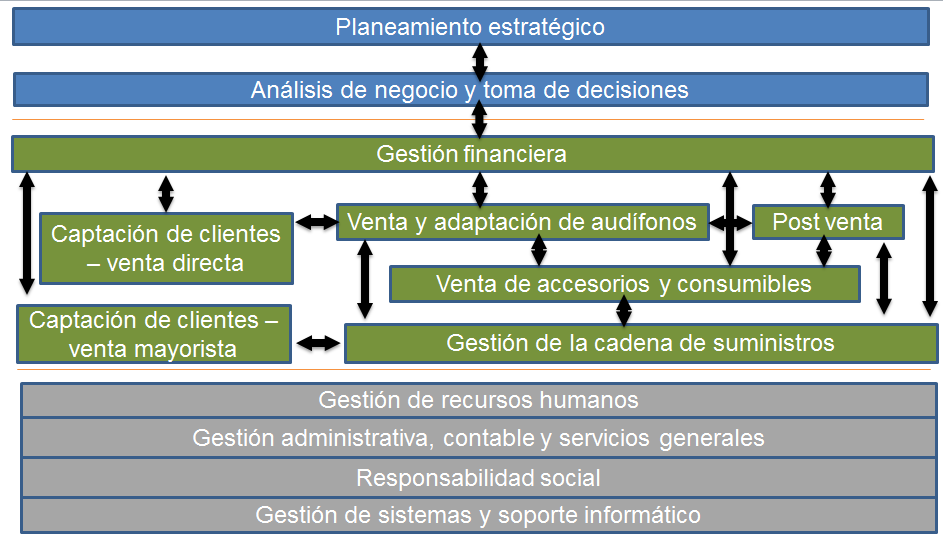 Planeamiento estratégico
Análisis de negocio y toma de decisiones
Gestión financiera
Captación de clientes
– venta directa
Venta y adaptación de audífonos
Post venta
Venta de accesorios y consumibles
Captación de clientes –
venta mayorista
Gestión de la cadena de suministros
Gestión de recursos humanos
Gestión administrativa, contable y servicios generales
Responsabilidad social
Gestión de sistemas y soporte informático